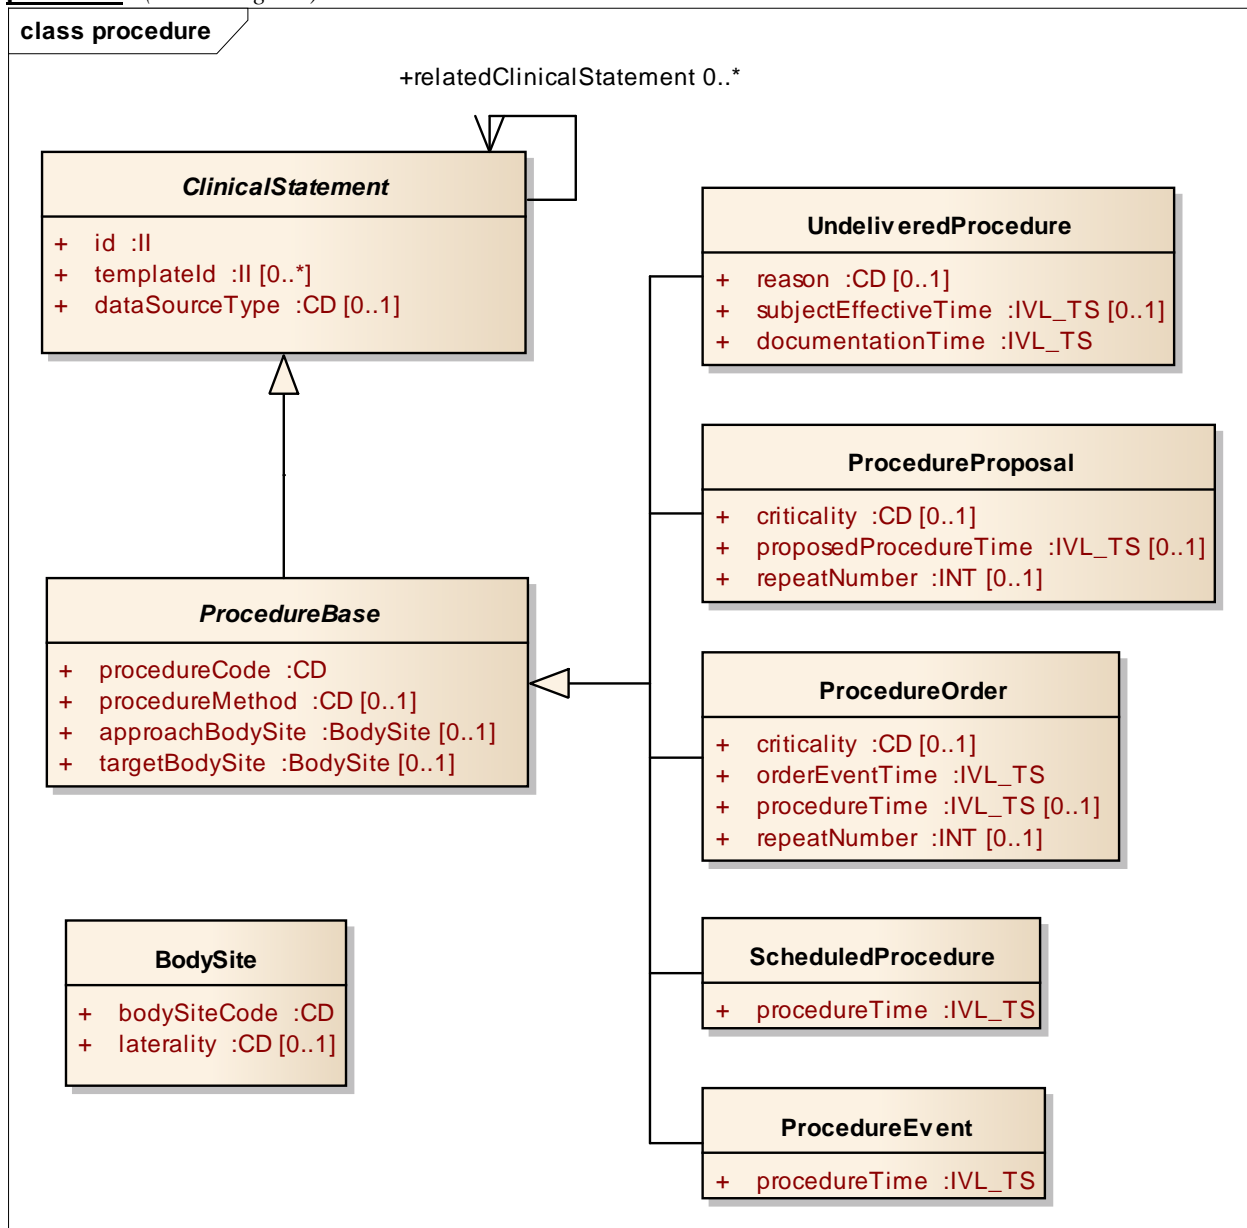 class procedure
+relatedClinicalStatement 0..*
ClinicalStatement
+ id :II
+ templateId :II [0..*]
+ dataSourceType :CD [0..1]
UndeliveredProcedure
+ reason :CD [0..1]
+ subjectEffectiveTime :IVL_TS [0..1]
+ documentationTime :IVL_TS
ProcedureProposal
+ criticality :CD [0..1]
+ proposedProcedureTime :IVL_TS [0..1]
+ repeatNumber :INT [0..1]
ProcedureBase
+ procedureCode :CD
+ procedureMethod :CD [0..1]
+ approachBodySite :BodySite [0..1]
+ targetBodySite :BodySite [0..1]
ProcedureOrder
+ criticality :CD [0..1]
+ orderEventTime :IVL_TS
+ procedureTime :IVL_TS [0..1]
+ repeatNumber :INT [0..1]
BodySite
+ bodySiteCode :CD
+ laterality :CD [0..1]
ScheduledProcedure
+ procedureTime :IVL_TS
ProcedureEvent
+ procedureTime :IVL_TS